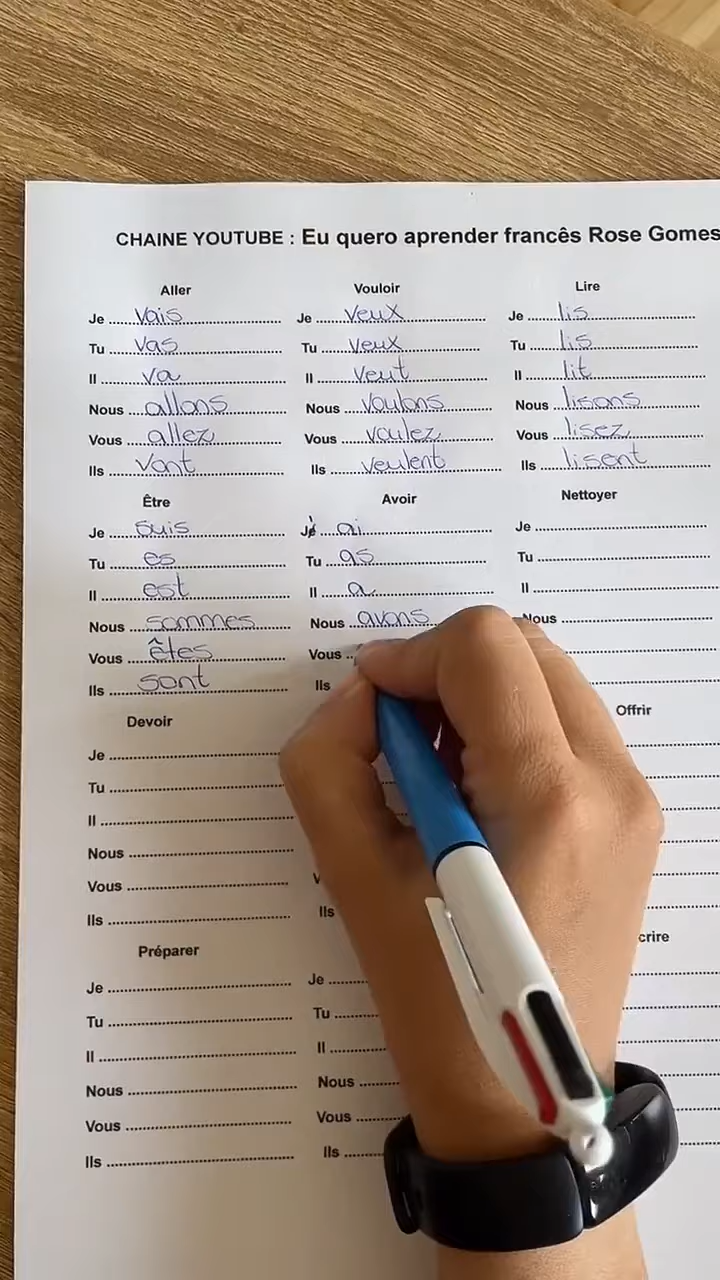 CHAINE YOUTUBE : Eu quero aprender francês Rose Gomes
Aller
Je vais
Tu vas
Il va
Nous allons
Vous allez
Ils vont
Vouloir
Je veux
Tu veux
Il veut
Nous voulons
Vous voulez
Ils veulent
Lire
Je lis
Tu lis
Il lit
Nous lisons
Vous lisez
Ils lisent
Être
Je suis
Tu es
Il est
Nous sommes
Vous êtes
Ils sont
Avoir
J' ai
Tu as
Il a
Nous avons
Vous
Ils
Nettoyer
Je
Tu
Il
Nous
Devoir
Je
Tu
Il
Nous
Vous
Ils
Ils
Offrir
Préparer
Je
Tu
Il
Nous
Vous
Ils
Je
Tu
Il
Nous
Vous
Ils
crire